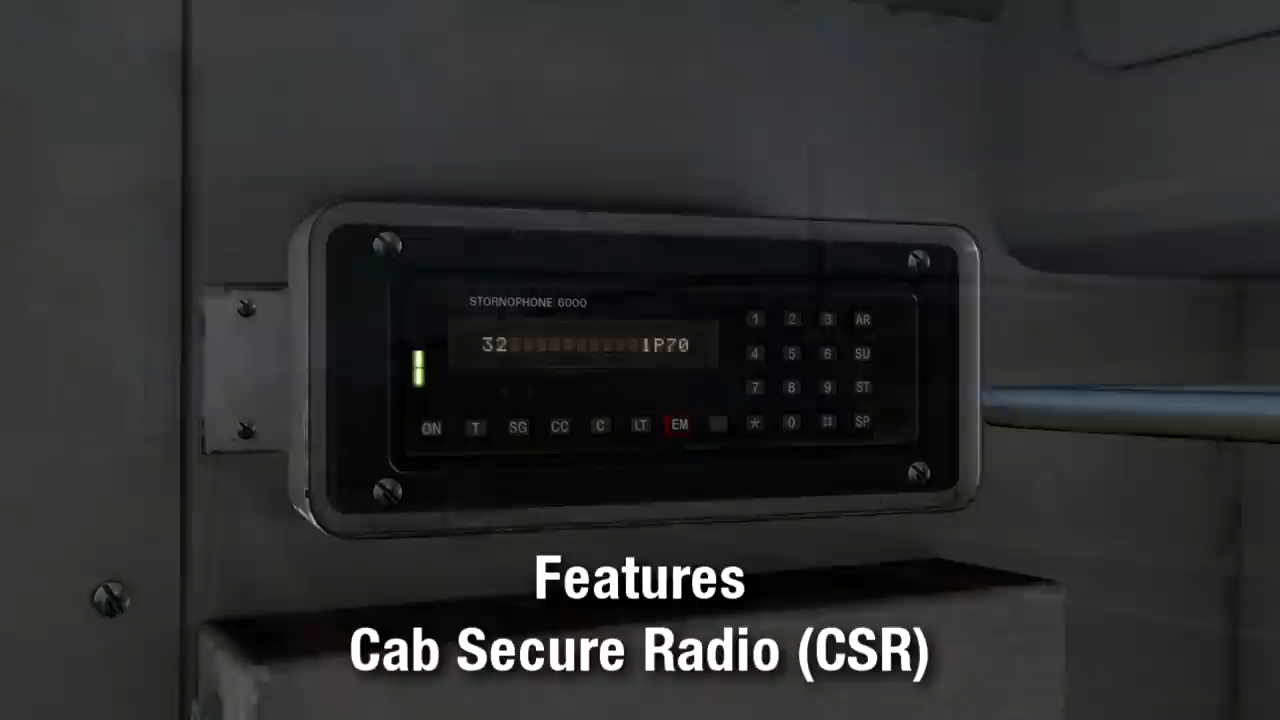 STORNOPHONE 6000
32 1P70
1 2 3 AR
4 5 6 SU
7 8 9 ST
ON T SG CC C LT EM * 0 # SP
Features
Cab Secure Radio (CSR)